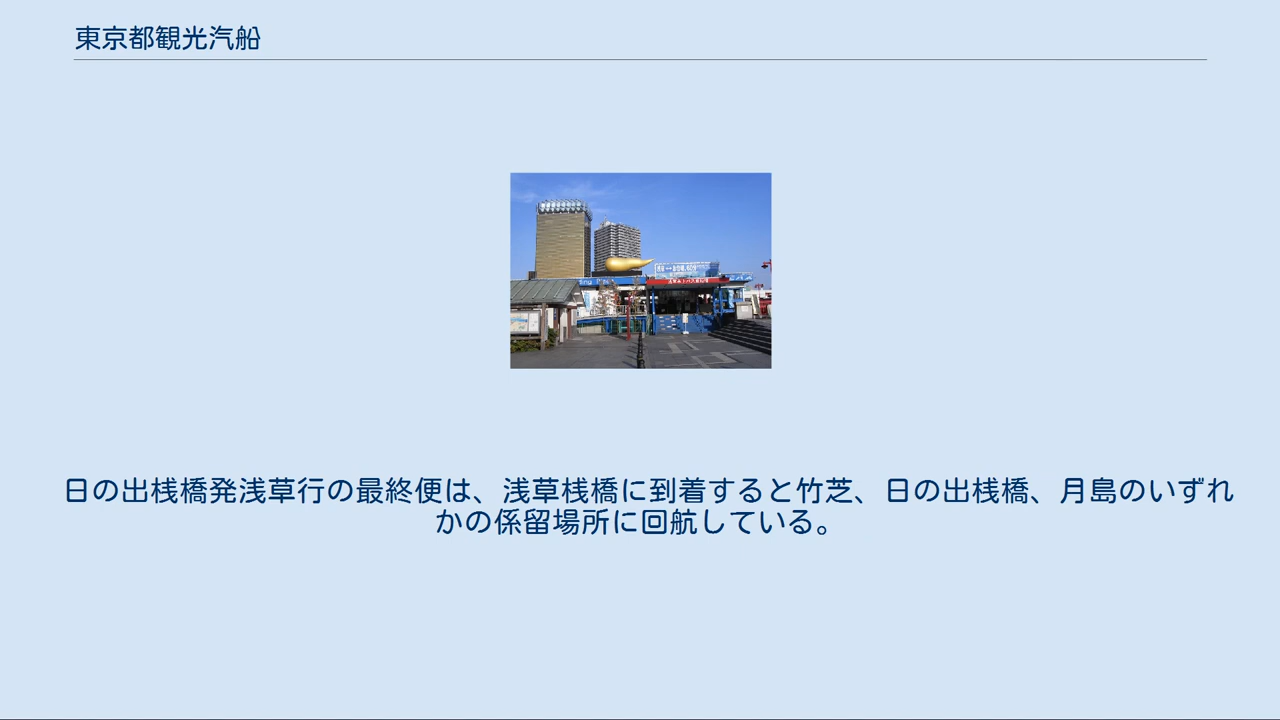 東京都観光汽船
日の出桟橋発浅草行の最終便は、浅草桟橋に到着すると竹芝、日の出桟橋、月島のいずれ
かの係留場所に回航している。